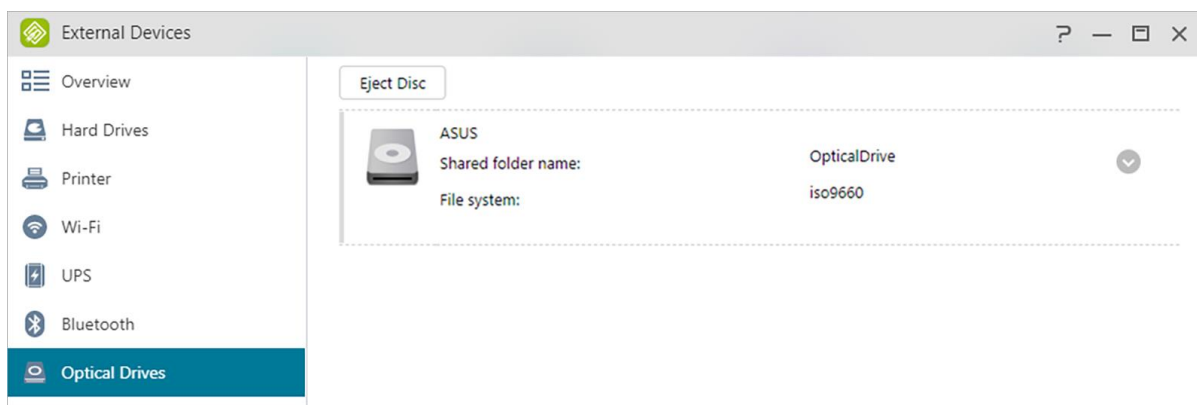 External Devices
Overview
Hard Drives
Printer
Wi-Fi
UPS
Bluetooth
Optical Drives
Eject Disc
ASUS
Shared folder name: OpticalDrive
File system: iso9660